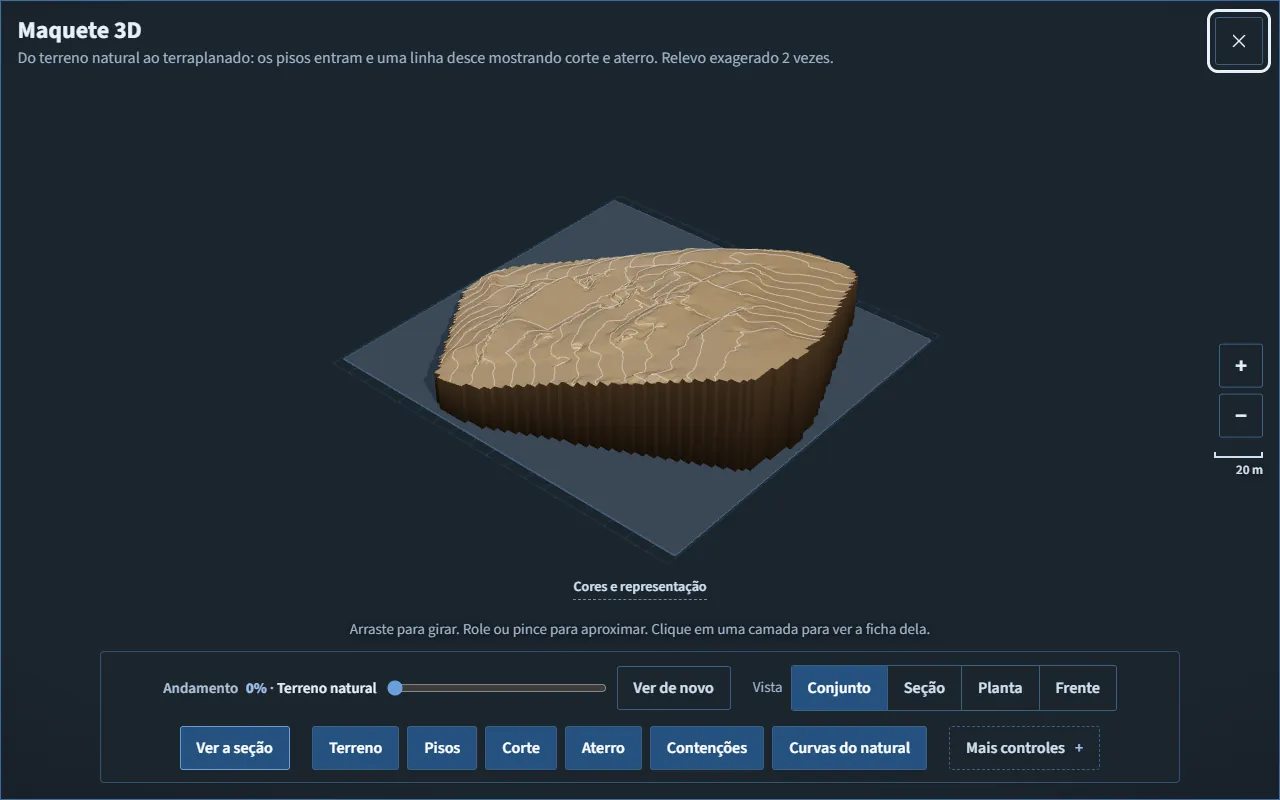 Maquete 3D
Do terreno natural ao terraplanado: os pisos entram e uma linha desce mostrando corte e aterro. Relevo exagerado 2 vezes.
+
−
20 m
Cores e representação
Arraste para girar. Role ou pince para aproximar. Clique em uma camada para ver a ficha dela.
Andamento 0% · Terreno natural Ver de novo Vista Conjunto Seção Planta Frente
Ver a seção Terreno Pisos Corte Aterro Contenções Curvas do natural Mais controles +